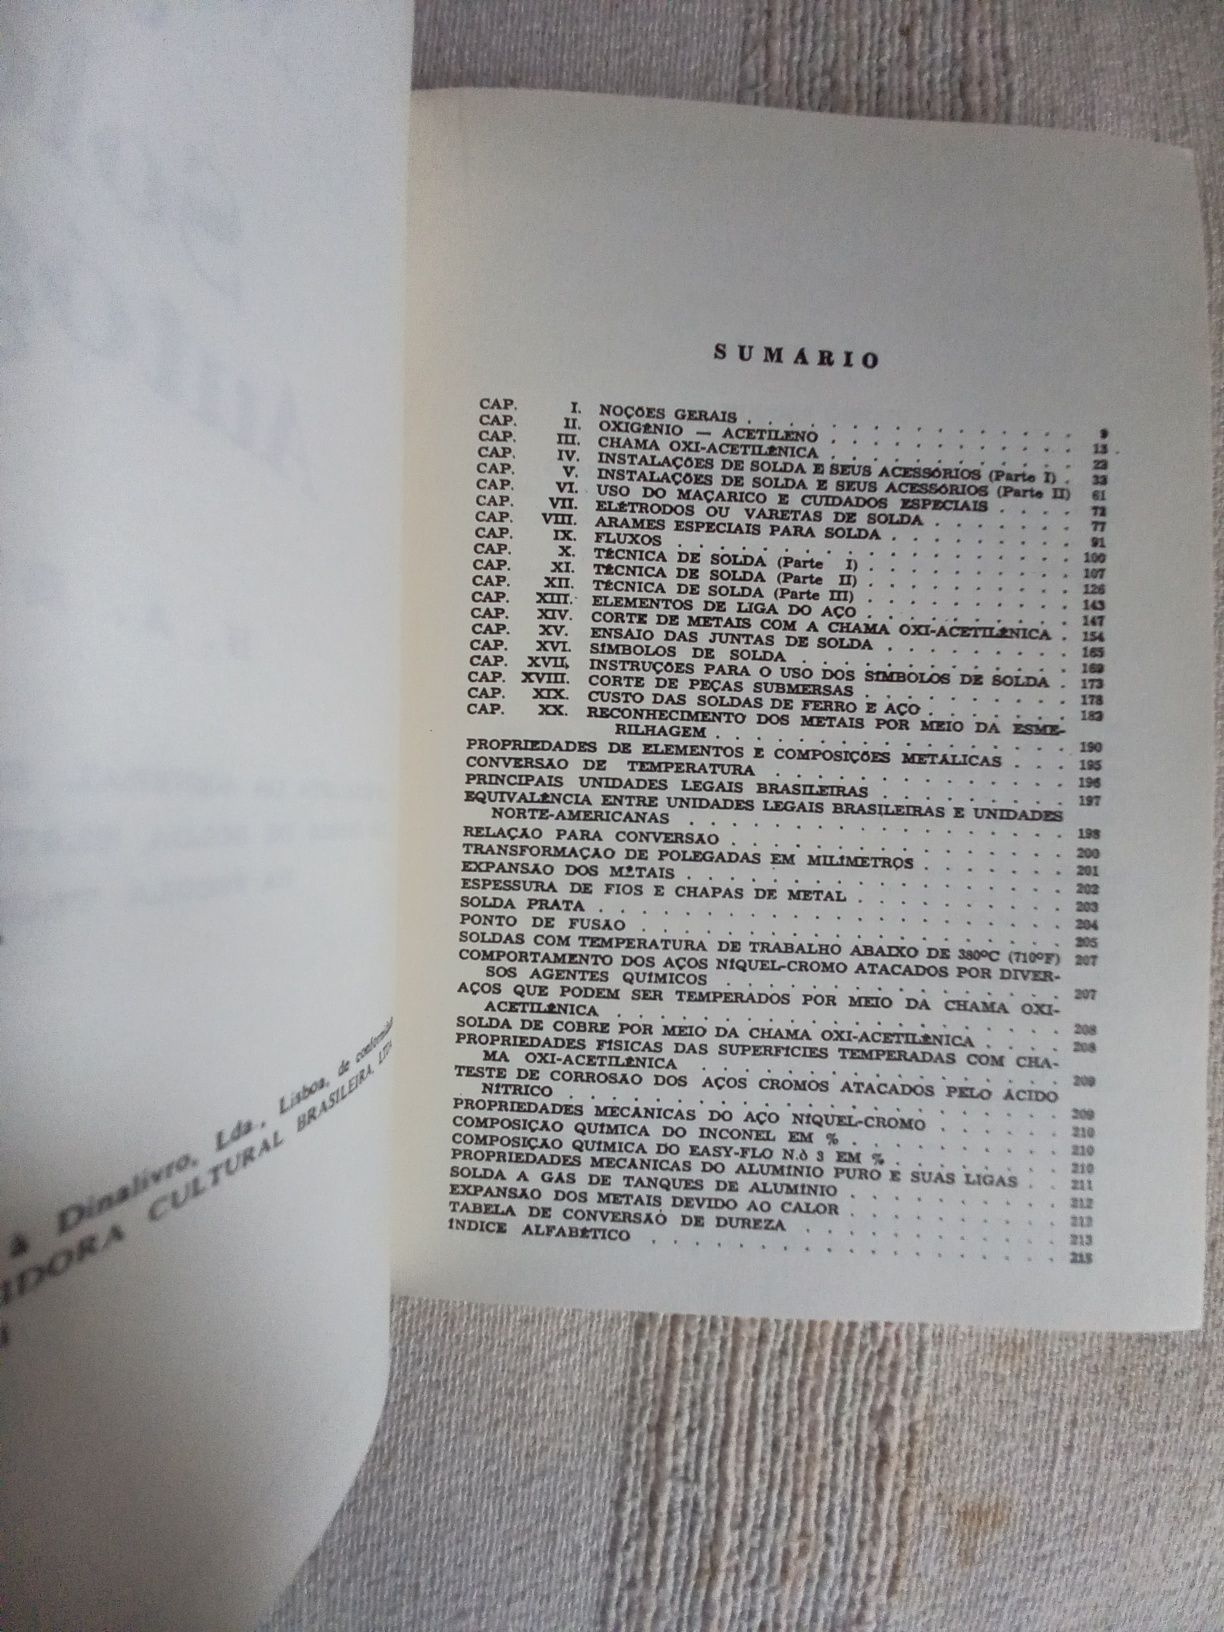 à Dinalivro, Lda., Lisboa, de conformidade
IDORA CULTURAL BRASILEIRA, LTDA
SUMÁRIO
CAP. I. NOÇÕES GERAIS . . . 9
CAP. II. OXIGÊNIO — ACETILENO . . . 13
CAP. III. CHAMA OXI-ACETILÊNICA . . . 23
CAP. IV. INSTALAÇÕES DE SOLDA E SEUS ACESSÓRIOS (Parte I) . 33
CAP. V. INSTALAÇÕES DE SOLDA E SEUS ACESSÓRIOS (Parte II) 61
CAP. VI. USO DO MAÇARICO E CUIDADOS ESPECIAIS . . . 72
CAP. VII. ELÉTRODOS OU VARETAS DE SOLDA . . . 77
CAP. VIII. ARAMES ESPECIAIS PARA SOLDA . . . 91
CAP. IX. FLUXOS . . . 100
CAP. X. TÉCNICA DE SOLDA (Parte I) . . . 107
CAP. XI. TÉCNICA DE SOLDA (Parte II) . . . 126
CAP. XII. TÉCNICA DE SOLDA (Parte III) . . . 143
CAP. XIII. ELEMENTOS DE LIGA DO AÇO . . . 147
CAP. XIV. CORTE DE METAIS COM A CHAMA OXI-ACETILÊNICA . 154
CAP. XV. ENSAIO DAS JUNTAS DE SOLDA . . . 165
CAP. XVI. SÍMBOLOS DE SOLDA . . . 169
CAP. XVII. INSTRUÇÕES PARA O USO DOS SÍMBOLOS DE SOLDA . 173
CAP. XVIII. CORTE DE PEÇAS SUBMERSAS . . . 178
CAP. XIX. CUSTO DAS SOLDAS DE FERRO E AÇO . . . 182
CAP. XX. RECONHECIMENTO DOS METAIS POR MEIO DA ESME-
RILHAGEM . . . 190
PROPRIEDADES DE ELEMENTOS E COMPOSIÇÕES METÁLICAS . . . 195
CONVERSÃO DE TEMPERATURA . . . 196
PRINCIPAIS UNIDADES LEGAIS BRASILEIRAS . . . 197
EQUIVALÊNCIA ENTRE UNIDADES LEGAIS BRASILEIRAS E UNIDADES
NORTE-AMERICANAS . . . 198
RELAÇÃO PARA CONVERSÃO . . . 200
TRANSFORMAÇÃO DE POLEGADAS EM MILÍMETROS . . . 201
EXPANSÃO DOS METAIS . . . 202
ESPESSURA DE FIOS E CHAPAS DE METAL . . . 203
SOLDA PRATA . . . 204
PONTO DE FUSÃO . . . 205
SOLDAS COM TEMPERATURA DE TRABALHO ABAIXO DE 380ºC (710ºF) 207
COMPORTAMENTO DOS AÇOS NÍQUEL-CROMO ATACADOS POR DIVER-
SOS AGENTES QUÍMICOS . . . 207
AÇOS QUE PODEM SER TEMPERADOS POR MEIO DA CHAMA OXI-
ACETILÊNICA . . . 208
SOLDA DE COBRE POR MEIO DA CHAMA OXI-ACETILÊNICA . . . 208
PROPRIEDADES FÍSICAS DAS SUPERFÍCIES TEMPERADAS COM CHA-
MA OXI-ACETILÊNICA . . . 209
TESTE DE CORROSÃO DOS AÇOS CROMOS ATACADOS PELO ÁCIDO
NÍTRICO . . . 209
PROPRIEDADES MECÂNICAS DO AÇO NÍQUEL-CROMO . . . 210
COMPOSIÇÃO QUÍMICA DO INCONEL EM % . . . 210
COMPOSIÇÃO QUÍMICA DO EASY-FLO N.º 3 EM % . . . 210
PROPRIEDADES MECÂNICAS DO ALUMÍNIO PURO E SUAS LIGAS . . 211
SOLDA A GÁS DE TANQUES DE ALUMÍNIO . . . 212
EXPANSÃO DOS METAIS DEVIDO AO CALOR . . . 212
TABELA DE CONVERSÃO DE DUREZA . . . 213
ÍNDICE ALFABÉTICO . . . 215